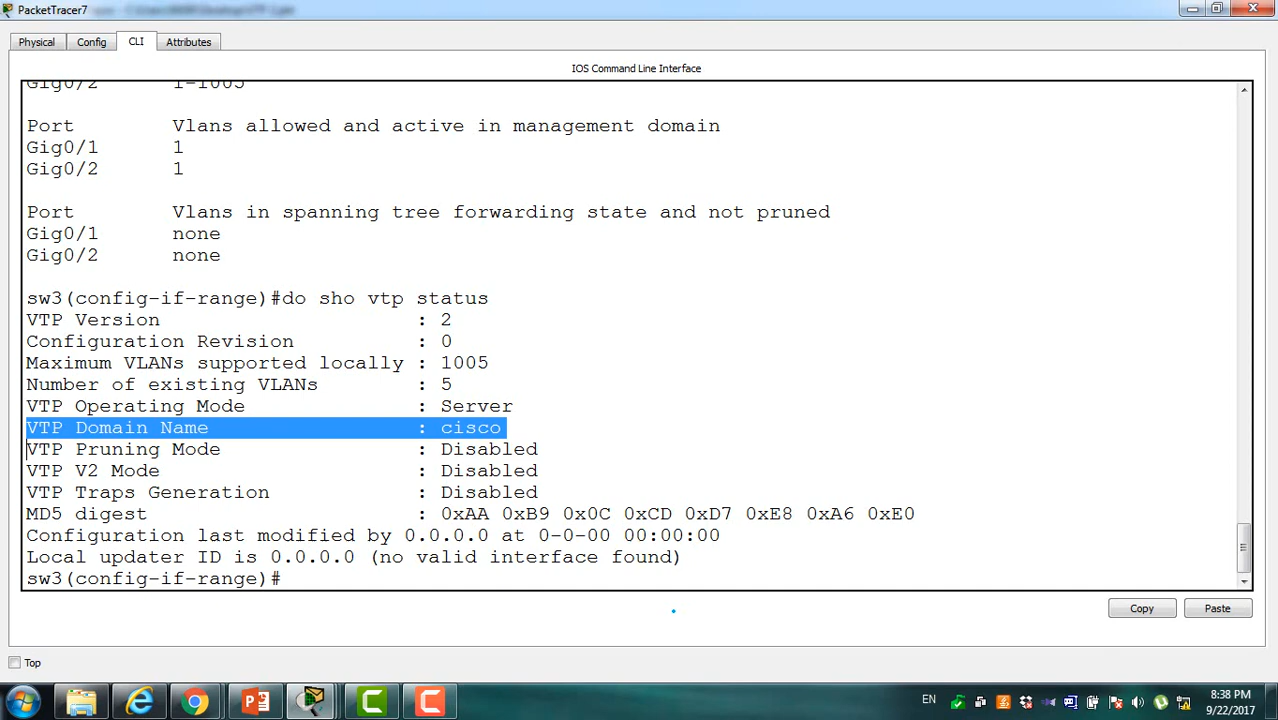 PacketTracer7
Physical Config CLI Attributes
IOS Command Line Interface
Gig0/2 1-1005
Port Vlans allowed and active in management domain
Gig0/1 1
Gig0/2 1
Port Vlans in spanning tree forwarding state and not pruned
Gig0/1 none
Gig0/2 none
sw3(config-if-range)#do sho vtp status
VTP Version : 2
Configuration Revision : 0
Maximum VLANs supported locally : 1005
Number of existing VLANs : 5
VTP Operating Mode : Server
VTP Domain Name : cisco
VTP Pruning Mode : Disabled
VTP V2 Mode : Disabled
VTP Traps Generation : Disabled
MD5 digest : 0xAA 0xB9 0x0C 0xCD 0xD7 0xE8 0xA6 0xE0
Configuration last modified by 0.0.0.0 at 0-0-00 00:00:00
Local updater ID is 0.0.0.0 (no valid interface found)
sw3(config-if-range)#
Copy Paste
Top
EN
8:38 PM
9/22/2017